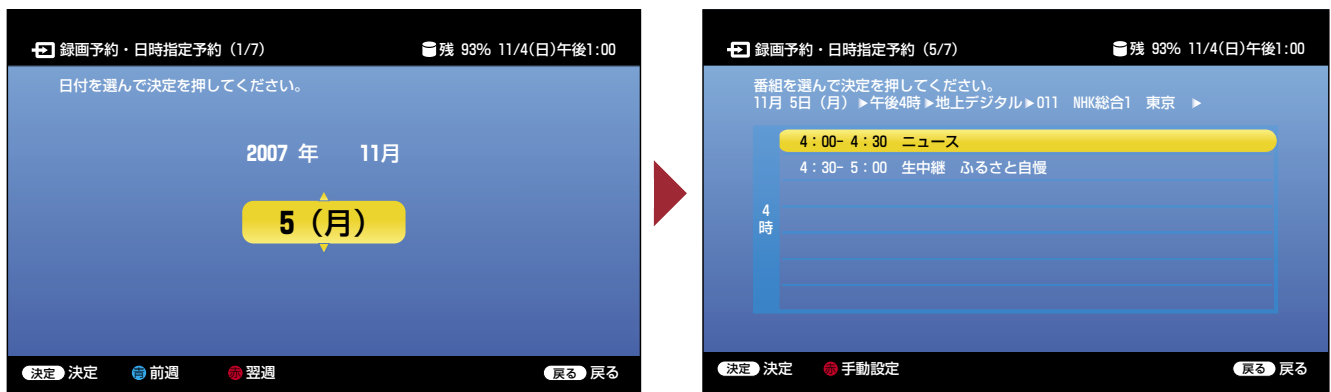 録画予約・日時指定予約（1/7） 残 93% 11/4(日)午後1:00
日付を選んで決定を押してください。
2007 年 11月
5（月）
決定 決定 青 前週 赤 翌週 戻る 戻る
録画予約・日時指定予約（5/7） 残 93% 11/4(日)午後1:00
番組を選んで決定を押してください。
11月 5日（月）▶午後4時▶地上デジタル▶011 NHK総合1 東京 ▶
4：00- 4：30 ニュース
4：30- 5：00 生中継 ふるさと自慢
4
時
決定 決定 赤 手動設定 戻る 戻る